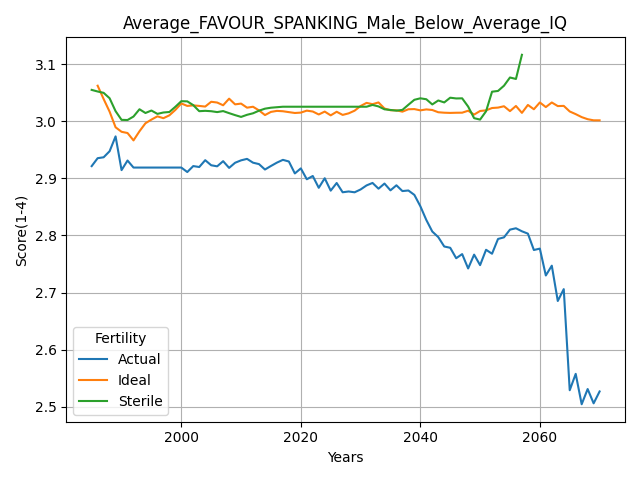 Average_FAVOUR_SPANKING_Male_Below_Average_IQ
Score(1-4)
3.1
3.0
2.9
2.8
2.7
2.6
2.5
Fertility
Actual
Ideal
Sterile
2000
2020
2040
2060
Years